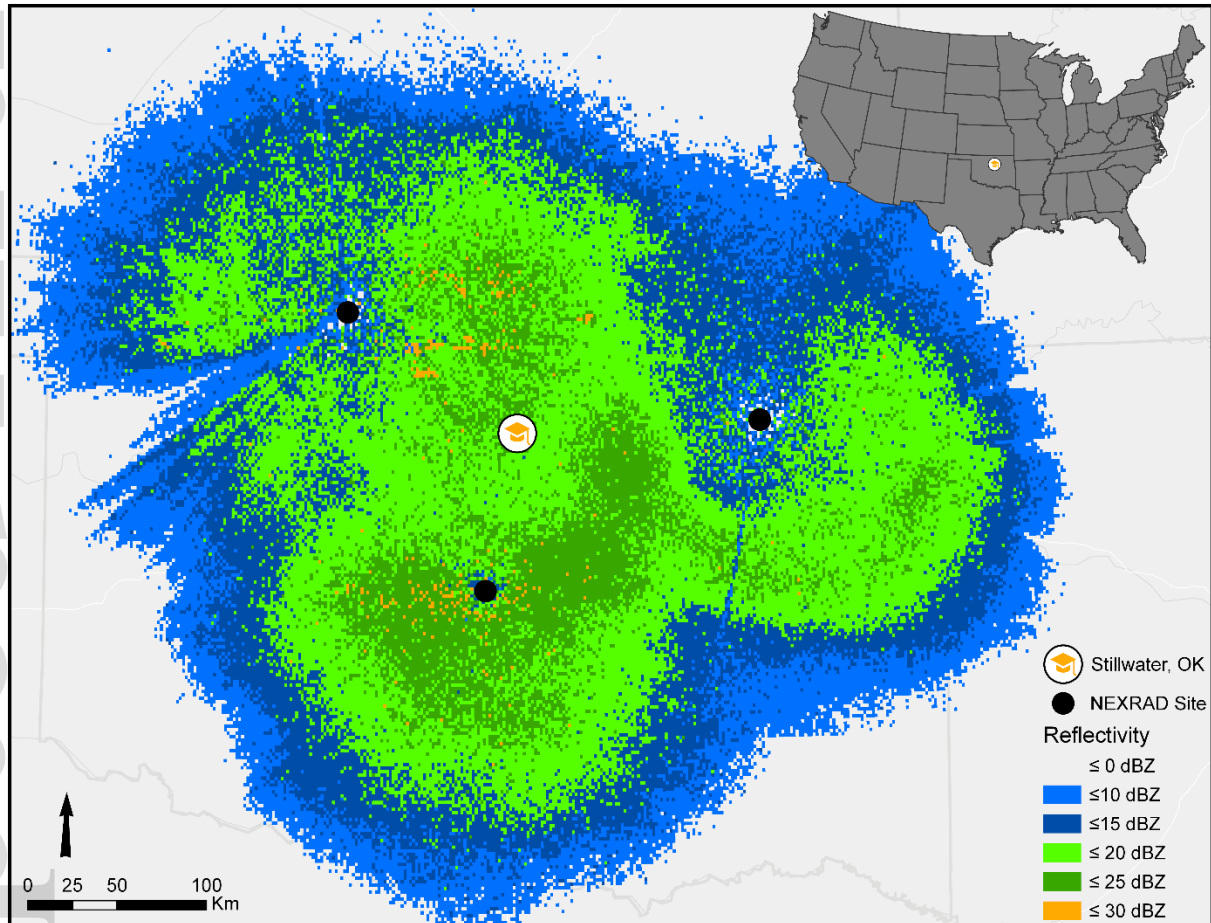 Stillwater, OK
NEXRAD Site
Reflectivity
≤ 0 dBZ
≤10 dBZ
≤15 dBZ
≤ 20 dBZ
≤ 25 dBZ
≤ 30 dBZ
0 25 50 100
Km